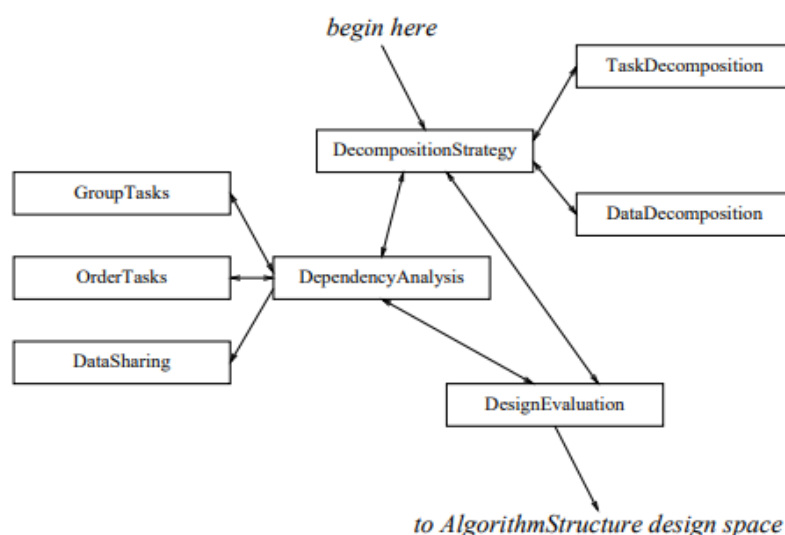 begin here
TaskDecomposition
DecompositionStrategy
GroupTasks
DataDecomposition
OrderTasks
DependencyAnalysis
DataSharing
DesignEvaluation
to AlgorithmStructure design space